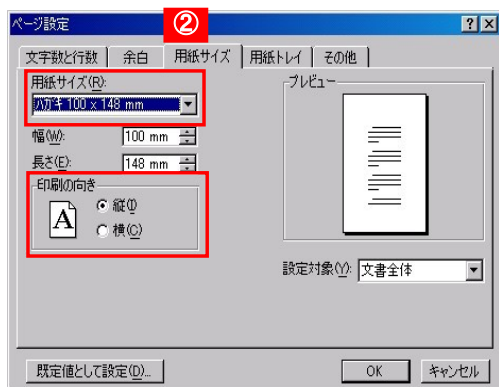 ページ設定
②
文字数と行数 余白 用紙サイズ 用紙トレイ その他
用紙サイズ(R):
ハガキ 100 x 148 mm
幅(W): 100 mm
長さ(E): 148 mm
印刷の向き
A
縦(I)
横(C)
プレビュー
設定対象(Y): 文書全体
既定値として設定(D)... OK キャンセル